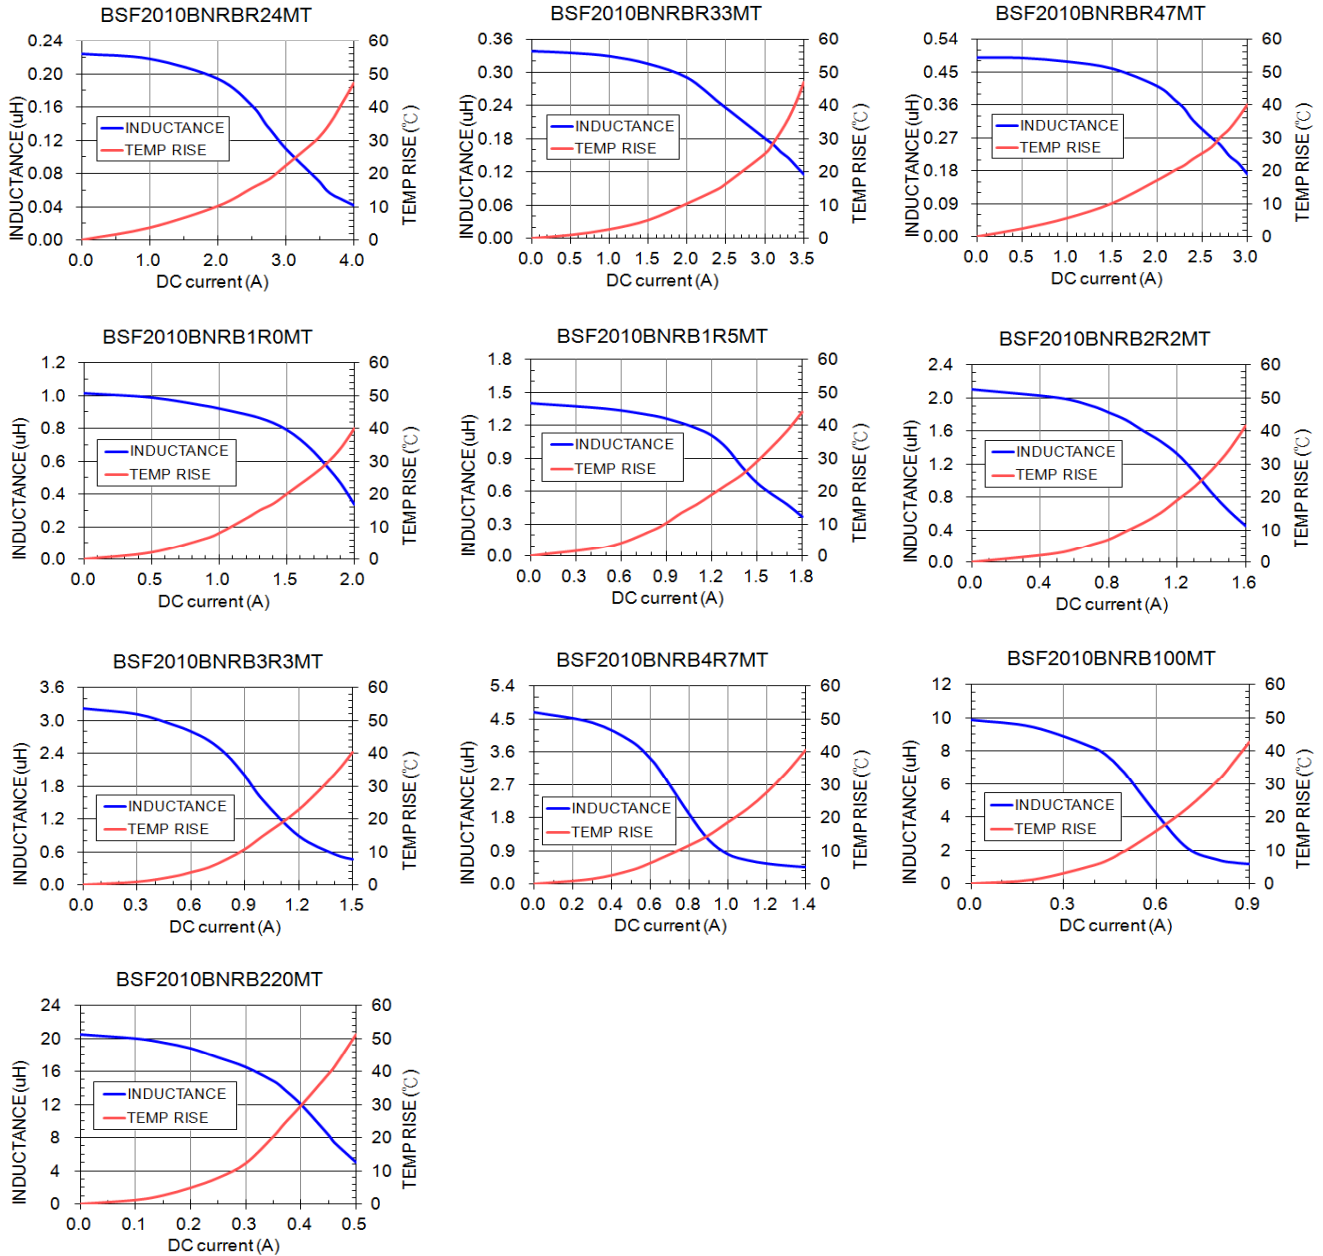 BSF2010BNRBR24MT
INDUCTANCE (uH)
0.24
0.20
0.16
0.12
0.08
0.04
0.00
INDUCTANCE
TEMP RISE
60
50
40
30
20
10
0
TEMP RISE (℃)
0.0 1.0 2.0 3.0 4.0
DC current (A)
BSF2010BNRBR33MT
INDUCTANCE (uH)
0.36
0.30
0.24
0.18
0.12
0.06
0.00
INDUCTANCE
TEMP RISE
60
50
40
30
20
10
0
TEMP RISE (℃)
0.0 0.5 1.0 1.5 2.0 2.5 3.0 3.5
DC current (A)
BSF2010BNRBR47MT
INDUCTANCE (uH)
0.54
0.45
0.36
0.27
0.18
0.09
0.00
INDUCTANCE
TEMP RISE
60
50
40
30
20
10
0
TEMP RISE (℃)
0.0 0.5 1.0 1.5 2.0 2.5 3.0
DC current (A)
BSF2010BNRB1R0MT
INDUCTANCE (uH)
1.2
1.0
0.8
0.6
0.4
0.2
0.0
INDUCTANCE
TEMP RISE
60
50
40
30
20
10
0
TEMP RISE (℃)
0.0 0.5 1.0 1.5 2.0
DC current (A)
BSF2010BNRB1R5MT
INDUCTANCE (uH)
1.8
1.5
1.2
0.9
0.6
0.3
0.0
INDUCTANCE
TEMP RISE
60
50
40
30
20
10
0
TEMP RISE (℃)
0.0 0.3 0.6 0.9 1.2 1.5 1.8
DC current (A)
BSF2010BNRB2R2MT
INDUCTANCE (uH)
2.4
2.0
1.6
1.2
0.8
0.4
0.0
INDUCTANCE
TEMP RISE
60
50
40
30
20
10
0
TEMP RISE (℃)
0.0 0.4 0.8 1.2 1.6
DC current (A)
BSF2010BNRB3R3MT
INDUCTANCE (uH)
3.6
3.0
2.4
1.8
1.2
0.6
0.0
INDUCTANCE
TEMP RISE
60
50
40
30
20
10
0
TEMP RISE (℃)
0.0 0.3 0.6 0.9 1.2 1.5
DC current (A)
BSF2010BNRB4R7MT
INDUCTANCE (uH)
5.4
4.5
3.6
2.7
1.8
0.9
0.0
INDUCTANCE
TEMP RISE
60
50
40
30
20
10
0
TEMP RISE (℃)
0.0 0.2 0.4 0.6 0.8 1.0 1.2 1.4
DC current (A)
BSF2010BNRB100MT
INDUCTANCE (uH)
12
10
8
6
4
2
0
INDUCTANCE
TEMP RISE
60
50
40
30
20
10
0
TEMP RISE (℃)
0.0 0.3 0.6 0.9
DC current (A)
BSF2010BNRB220MT
INDUCTANCE (uH)
24
20
16
12
8
4
0
INDUCTANCE
TEMP RISE
60
50
40
30
20
10
0
TEMP RISE (℃)
0.0 0.1 0.2 0.3 0.4 0.5
DC current (A)